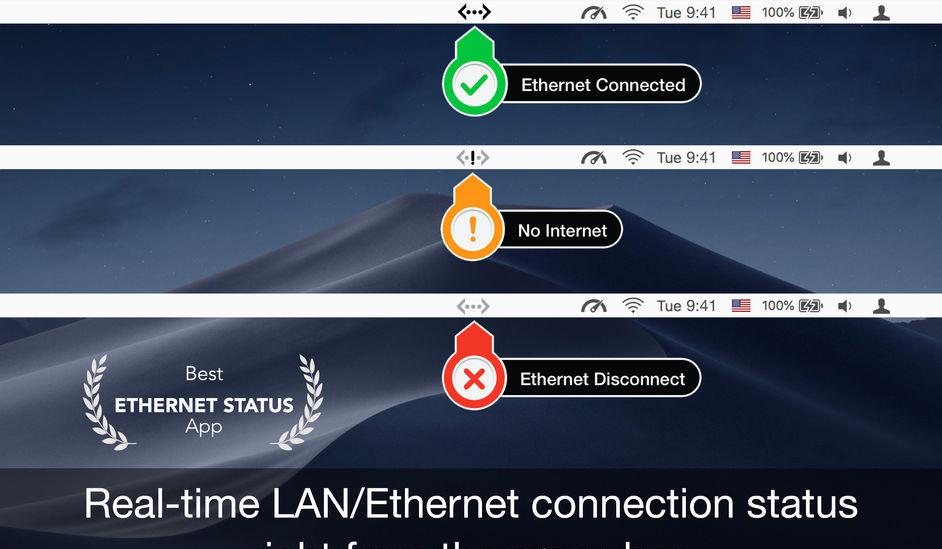 Tue 9:41 100%
Ethernet Connected
Tue 9:41 100%
No Internet
Tue 9:41 100%
Ethernet Disconnect
Best
ETHERNET STATUS
App
Real-time LAN/Ethernet connection status